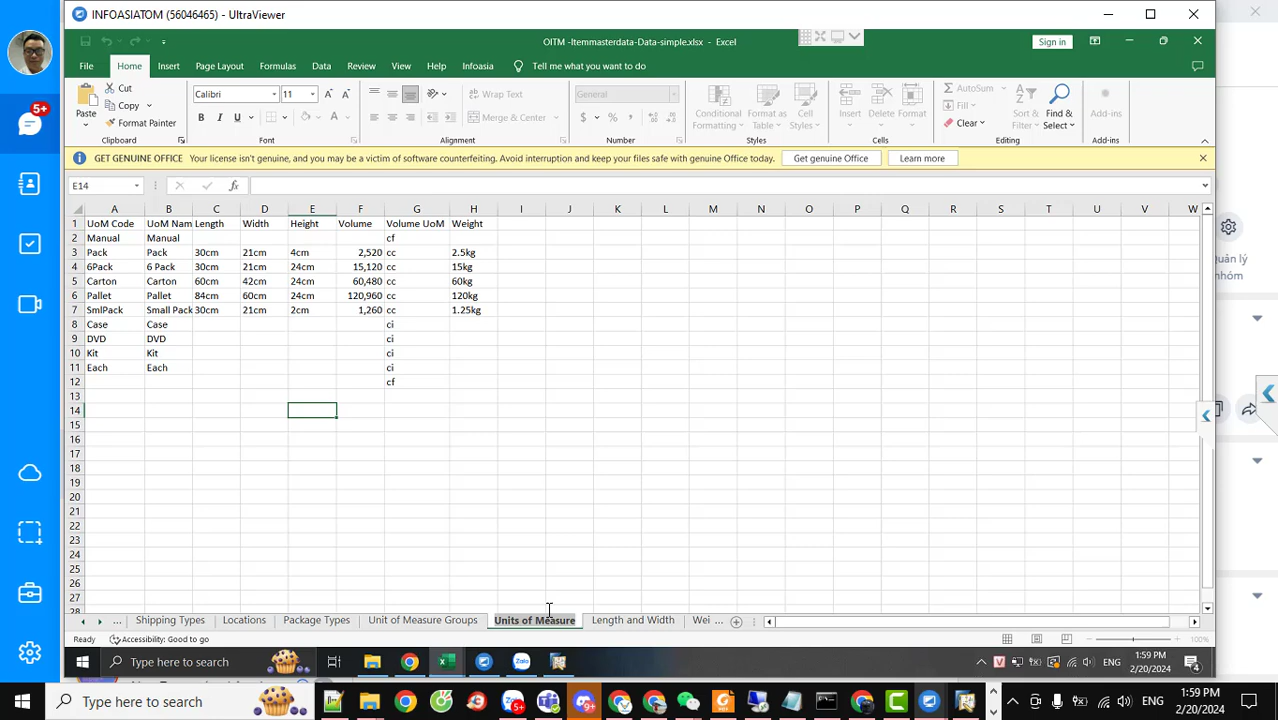 INFOASIATOM (56046465) - UltraViewer
5+
OITM -Itemmasterdata-Data-simple.xlsx - Excel
Sign in
File Home Insert Page Layout Formulas Data Review View Help Infoasia Tell me what you want to do
Paste
Cut
Copy
Format Painter
Clipboard
Calibri 11
B I U
Font
Wrap Text
Merge & Center
Alignment
General
$ %
Number
Conditional Formatting
Format as Table
Cell Styles
Styles
Insert Delete Format
Cells
AutoSum
Fill
Clear
Sort & Filter
Find & Select
Editing
Add-ins
Add-ins
GET GENUINE OFFICE Your license isn't genuine, and you may be a victim of software counterfeiting. Avoid interruption and keep your files safe with genuine Office today. Get genuine Office Learn more
E14 fx
A B C D E F G H I J K L M N O P Q R S T U V W
1 UoM Code UoM Nam Length Width Height Volume Volume UoM Weight
2 Manual Manual cf
3 Pack Pack 30cm 21cm 4cm 2,520 cc 2.5kg
4 6Pack 6 Pack 30cm 21cm 24cm 15,120 cc 15kg
5 Carton Carton 60cm 42cm 24cm 60,480 cc 60kg
6 Pallet Pallet 84cm 60cm 24cm 120,960 cc 120kg
7 SmlPack Small Pack 30cm 21cm 2cm 1,260 cc 1.25kg
8 Case Case ci
9 DVD DVD ci
10 Kit Kit ci
11 Each Each ci
12 cf
13
14
15
16
17
18
19
20
21
22
23
24
25
26
27
28
Quản lý
nhóm
... Shipping Types Locations Package Types Unit of Measure Groups Units of Measure Length and Width Wei ...
Ready Accessibility: Good to go 100%
Type here to search ENG 1:59 PM
2/20/2024 4
Type here to search 5+ ENG 1:59 PM
2/20/2024